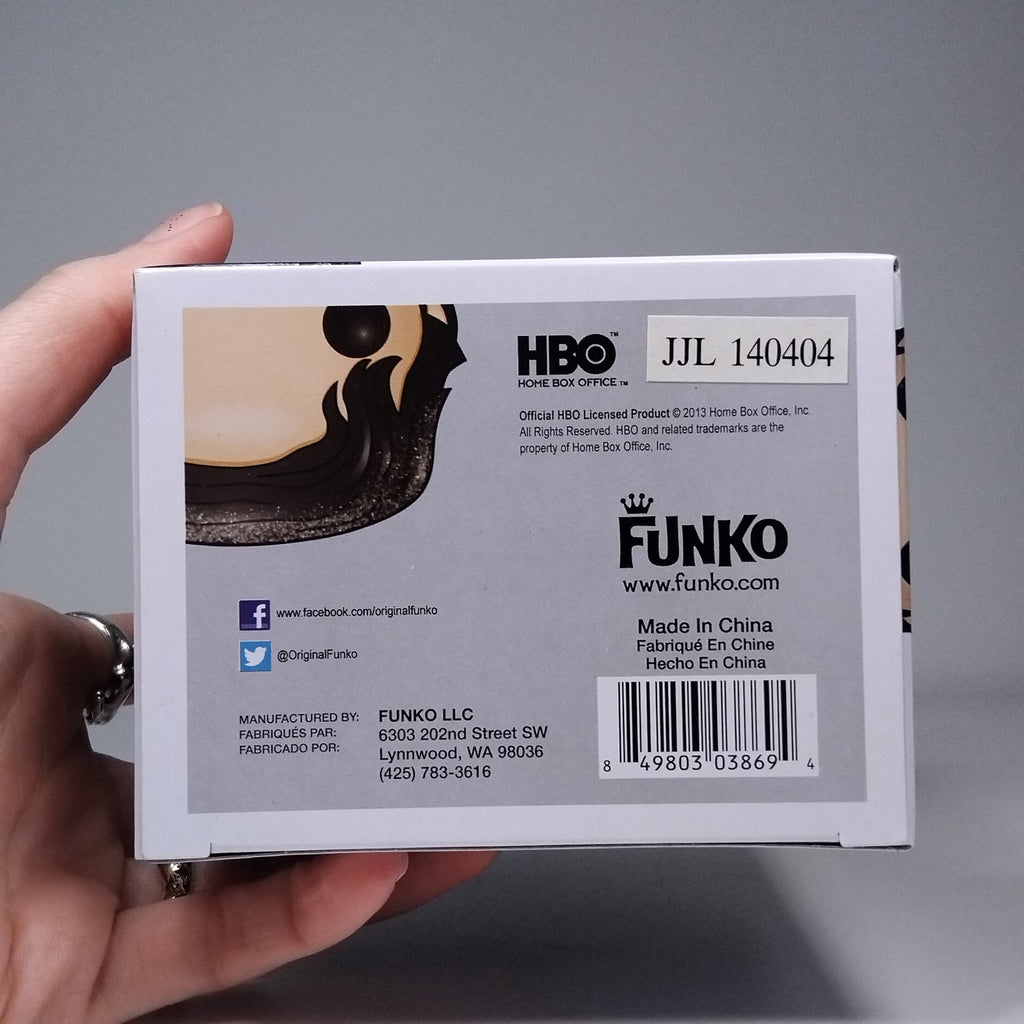 HBO™
HOME BOX OFFICE™
JJL 140404
Official HBO Licensed Product © 2013 Home Box Office, Inc.
All Rights Reserved. HBO and related trademarks are the
property of Home Box Office, Inc.
FUNKO
www.funko.com
f www.facebook.com/originalfunko
@OriginalFunko
Made In China
Fabriqué En Chine
Hecho En China
MANUFACTURED BY:
FABRIQUÉS PAR:
FABRICADO POR:
FUNKO LLC
6303 202nd Street SW
Lynnwood, WA 98036
(425) 783-3616
8 49803 03869 4